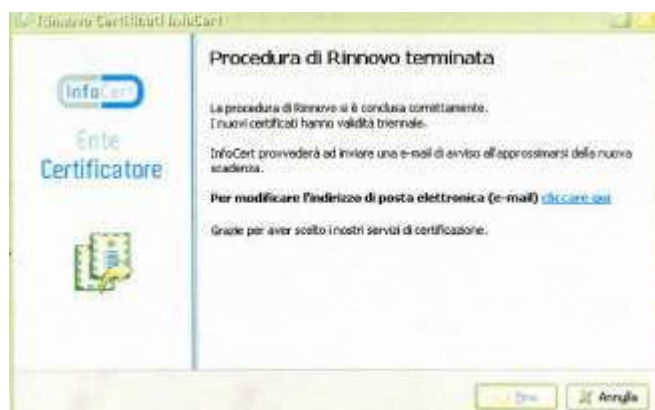 Rinnovo Certificati InfoCert
Procedura di Rinnovo terminata
InfoCert
Ente
Certificatore
La procedura di Rinnovo si è conclusa correttamente.
I nuovi certificati hanno validità triennale.
InfoCert provvederà ad inviare una e-mail di avviso all'approssimarsi della nuova
scadenza.
Per modificare l'indirizzo di posta elettronica (e-mail) cliccare qui
Grazie per aver scelto i nostri servizi di certificazione.
Annulla